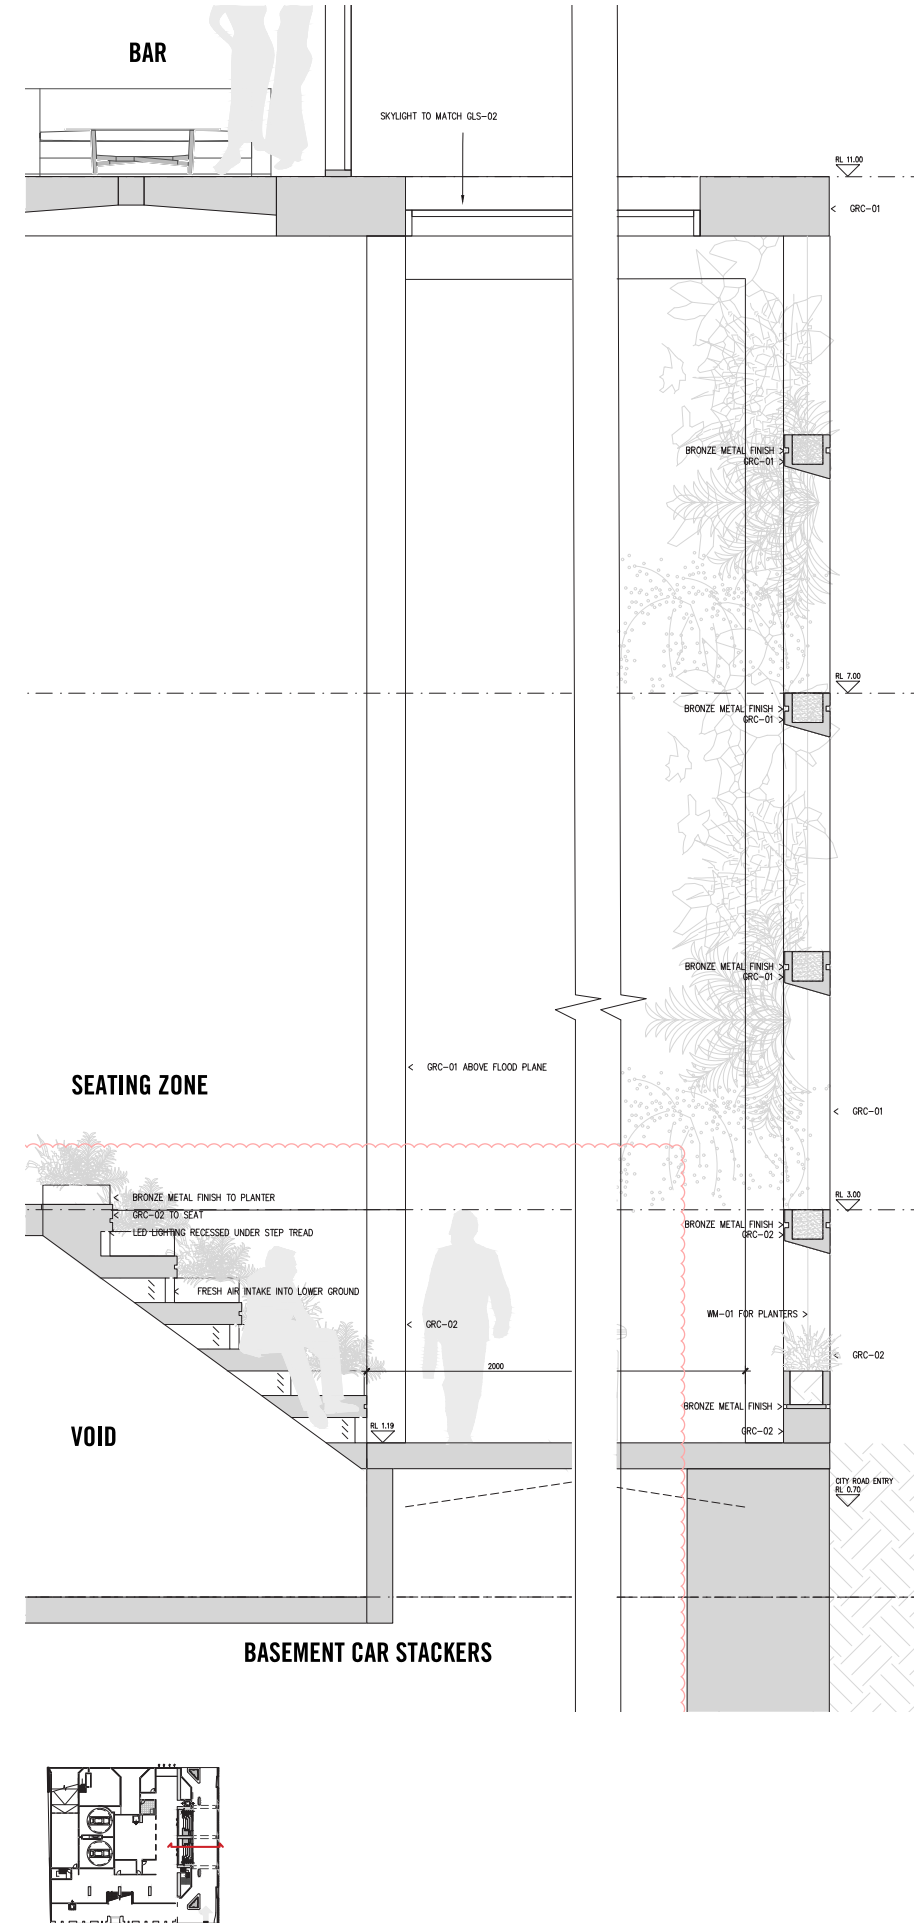 BAR
SKYLIGHT TO MATCH GLS-02
RL 11.00
< GRC-01
BRONZE METAL FINISH >
GRC-01 >
RL 7.00
BRONZE METAL FINISH >
GRC-01 >
BRONZE METAL FINISH >
GRC-01 >
< GRC-01 ABOVE FLOOD PLANE
SEATING ZONE
< GRC-01
< BRONZE METAL FINISH TO PLANTER
< GRC-02 TO SEAT
< LED LIGHTING RECESSED UNDER STEP TREAD
RL 3.00
BRONZE METAL FINISH >
GRC-02 >
< FRESH AIR INTAKE INTO LOWER GROUND
WM-01 FOR PLANTERS >
< GRC-02
< GRC-02
2000
BRONZE METAL FINISH >
RL 1.19
GRC-02 >
VOID
CITY ROAD ENTRY
RL 0.70
BASEMENT CAR STACKERS